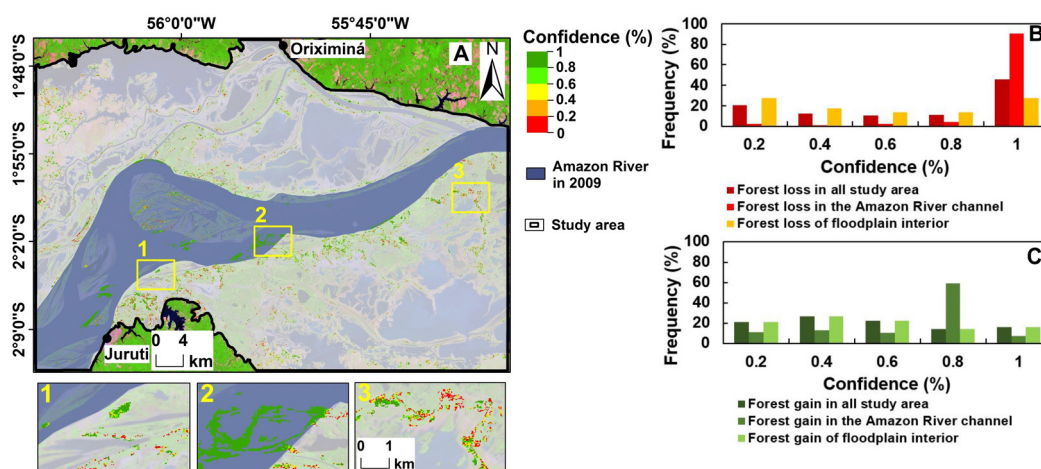 56°0'0"W 55°45'0"W
Oriximiná
A
N
1°48'0"S
1°55'0"S
2°2'0"S
2°9'0"S
1
2
3
Juruti
0 4
km
Confidence (%)
1
0.8
0.6
0.4
0.2
0
Amazon River
in 2009
Study area
1
2
3
0 1
km
B
Frequency (%)
100
80
60
40
20
0
0.2 0.4 0.6 0.8 1
Confidence (%)
Forest loss in all study area
Forest loss in the Amazon River channel
Forest loss of floodplain interior
C
Frequency (%)
100
80
60
40
20
0
0.2 0.4 0.6 0.8 1
Confidence (%)
Forest gain in all study area
Forest gain in the Amazon River channel
Forest gain of floodplain interior